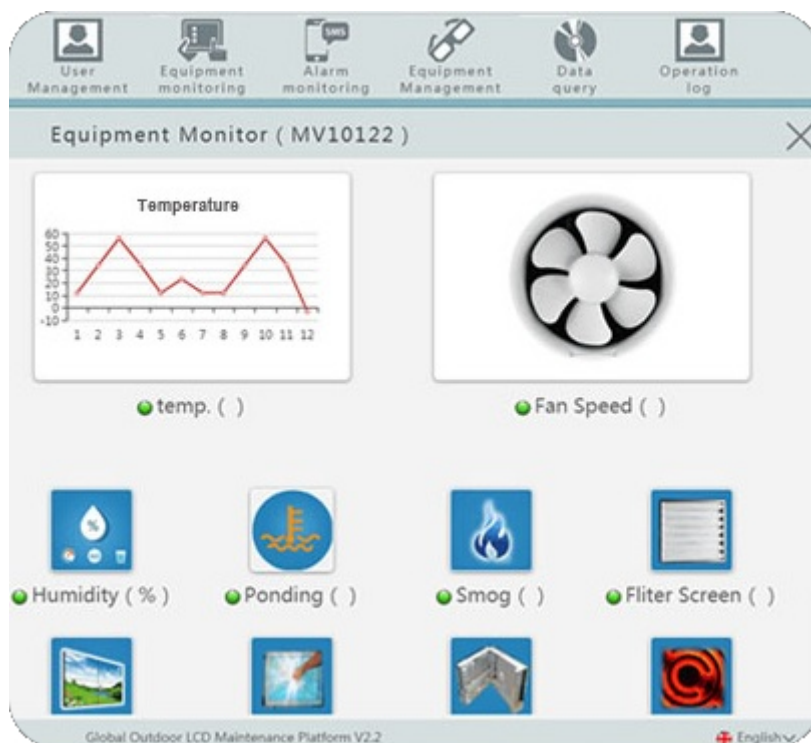 SMS
User Management
Equipment monitoring
Alarm monitoring
Equipment Management
Data query
Operation log
Equipment Monitor ( MV10122 )
Temperature
60
50
40
30
20
10
0
-10
1 2 3 4 5 6 7 8 9 10 11 12
temp. ( )
Fan Speed ( )
%
Humidity ( % )
Ponding ( )
Smog ( )
Fliter Screen ( )
Global Outdoor LCD Maintenance Platform V2.2
English